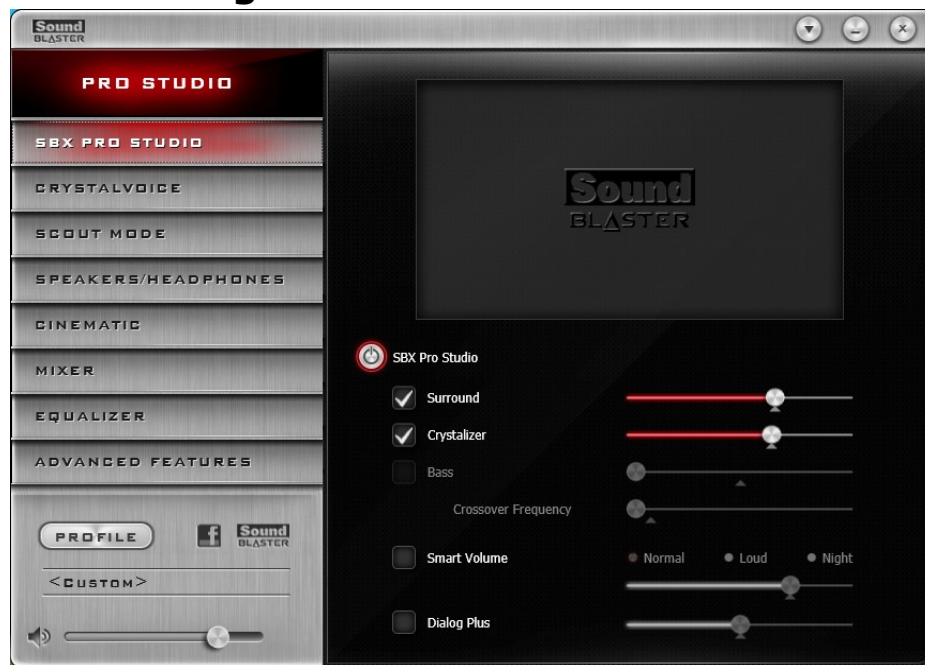 Sound
BLASTER
PRO STUDIO
SBX PRO STUDIO
CRYSTALVOICE
SCOUT MODE
SPEAKERS/HEADPHONES
CINEMATIC
MIXER
EQUALIZER
ADVANCED FEATURES
PROFILE
f
Sound
BLASTER
<CUSTOM>
Sound
BLASTER
SBX Pro Studio
Surround
Crystalizer
Bass
Crossover Frequency
Smart Volume
Normal Loud Night
Dialog Plus